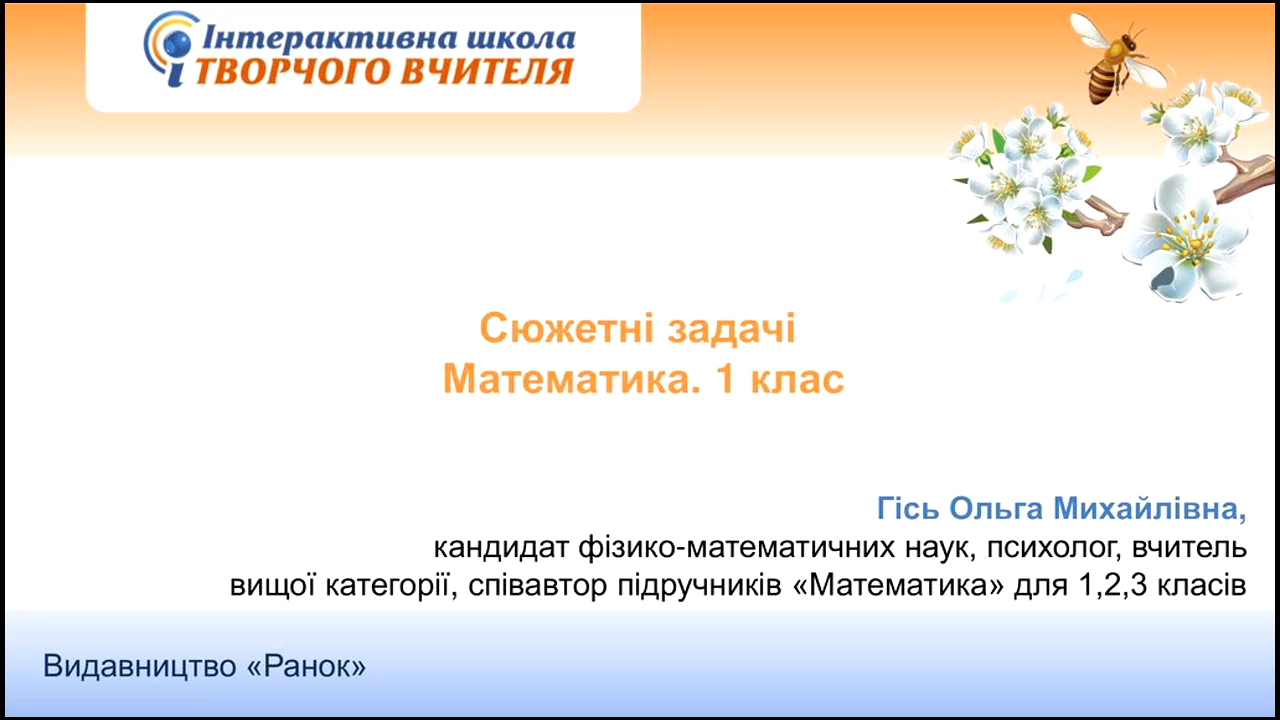 Інтерактивна школа
ТВОРЧОГО ВЧИТЕЛЯ
Сюжетні задачі
Математика. 1 клас
Гісь Ольга Михайлівна,
кандидат фізико-математичних наук, психолог, вчитель
вищої категорії, співавтор підручників «Математика» для 1,2,3 класів
Видавництво «Ранок»